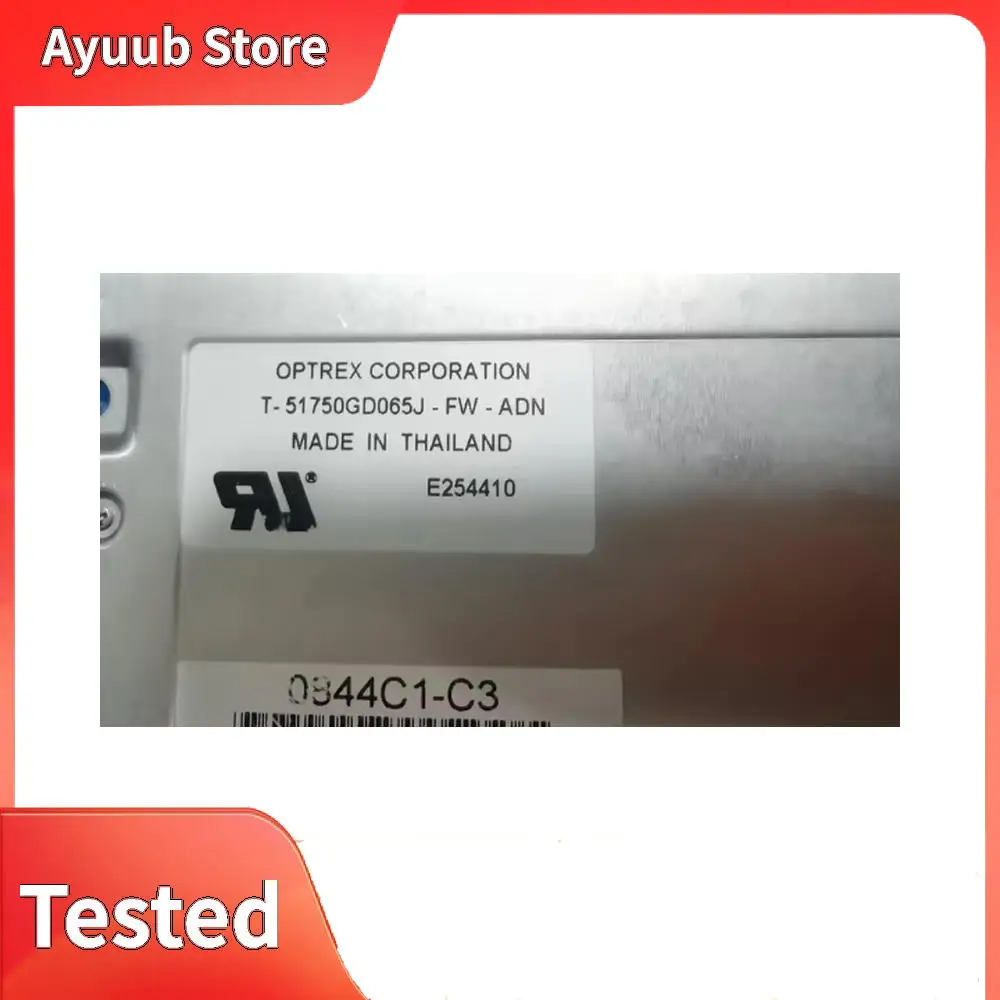 Ayuub Store
OPTREX CORPORATION
T- 51750GD065J - FW - ADN
MADE IN THAILAND
E254410
0844C1-C3
Tested